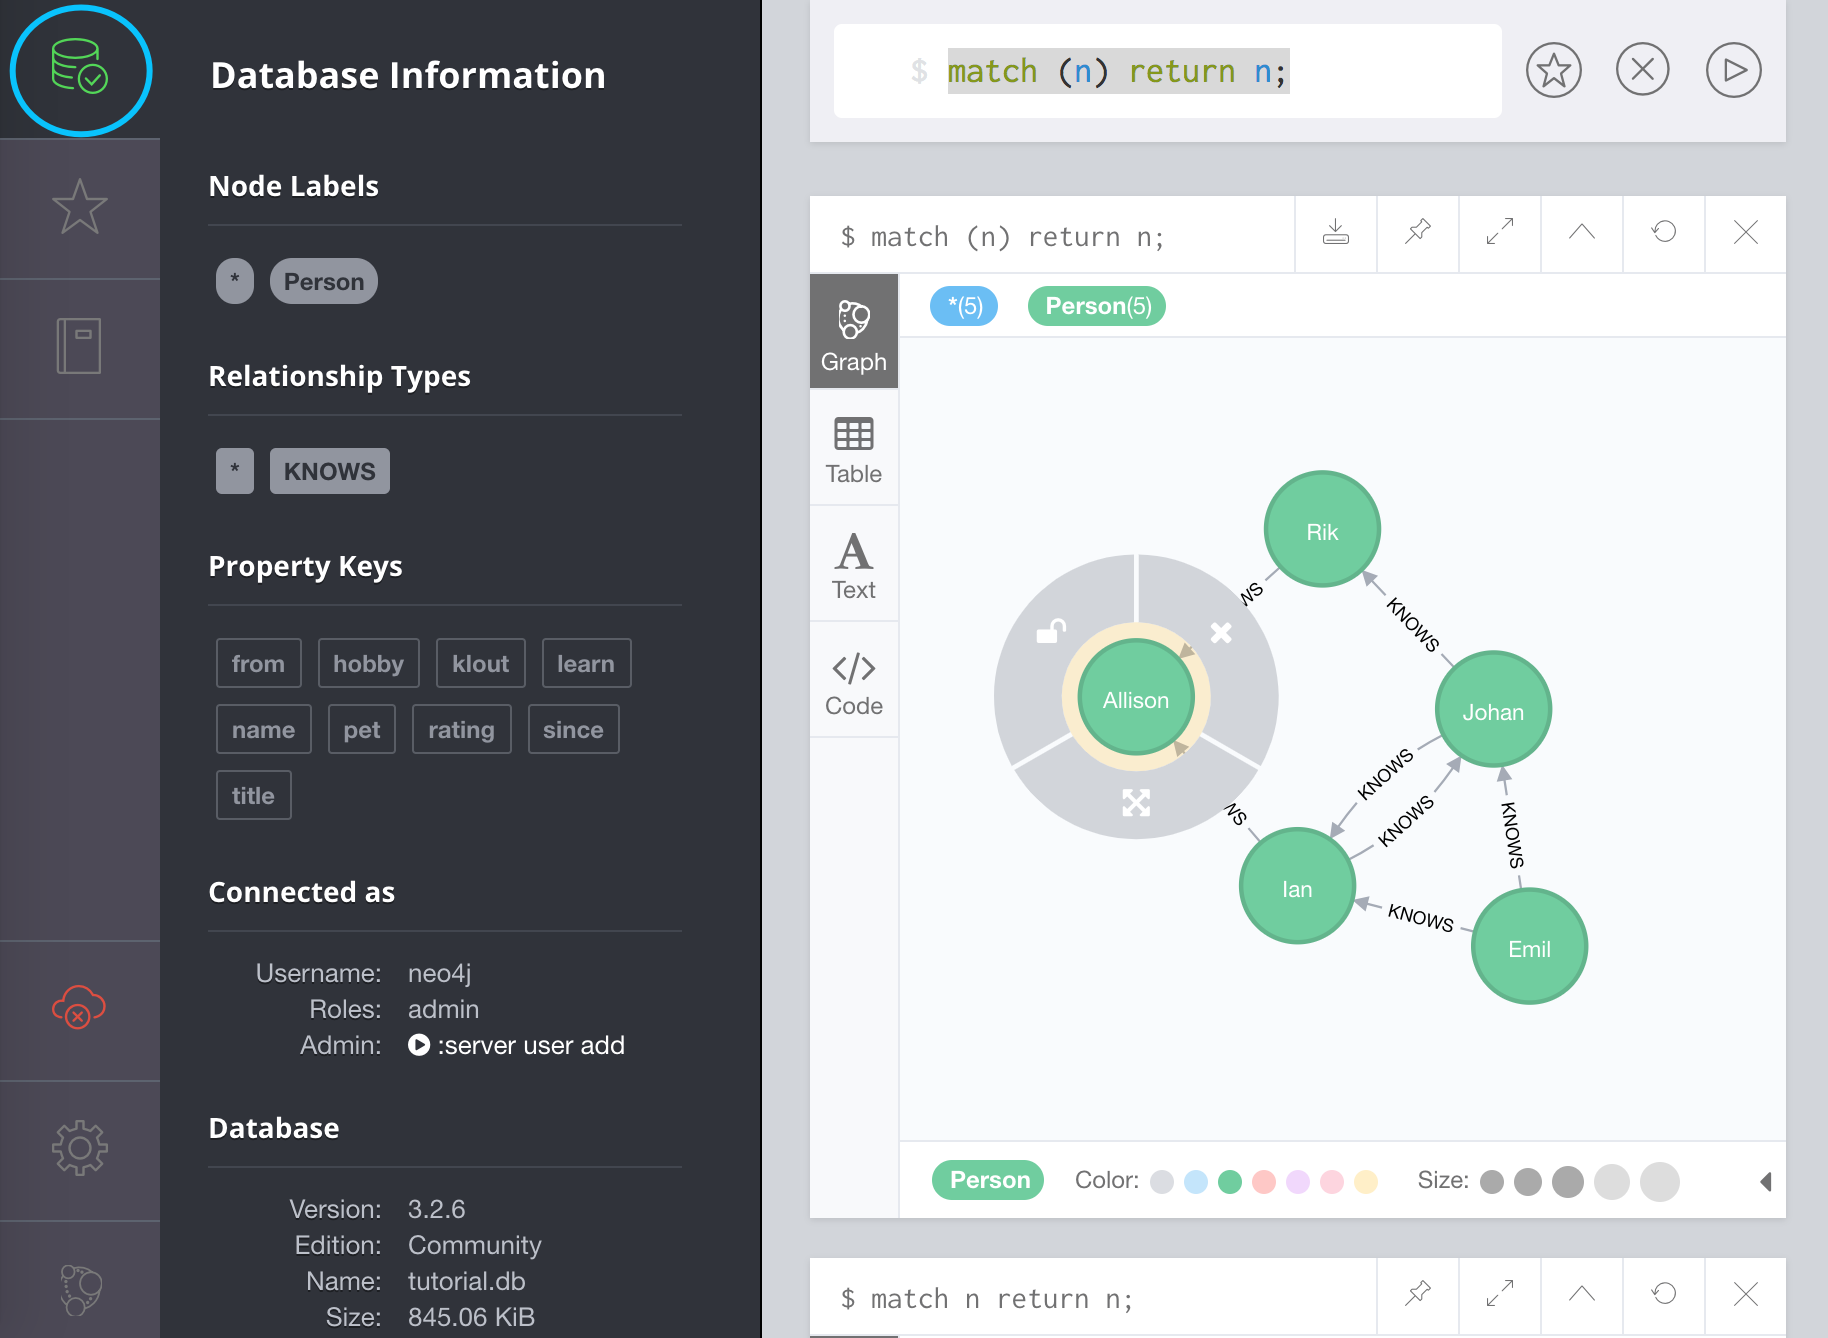 Database Information
Node Labels
* Person
Relationship Types
* KNOWS
Property Keys
from hobby klout learn
name pet rating since
title
Connected as
Username: neo4j
Roles: admin
Admin: :server user add
Database
Version: 3.2.6
Edition: Community
Name: tutorial.db
Size: 845.06 KiB
$ match (n) return n;
$ match (n) return n;
*(5) Person(5)
Graph
Table
Text
Code
Rik
WS
KNOWS
Allison
Johan
KNOWS
KNOWS
KNOWS
WS
Ian
KNOWS
Emil
Person Color: Size:
$ match n return n;